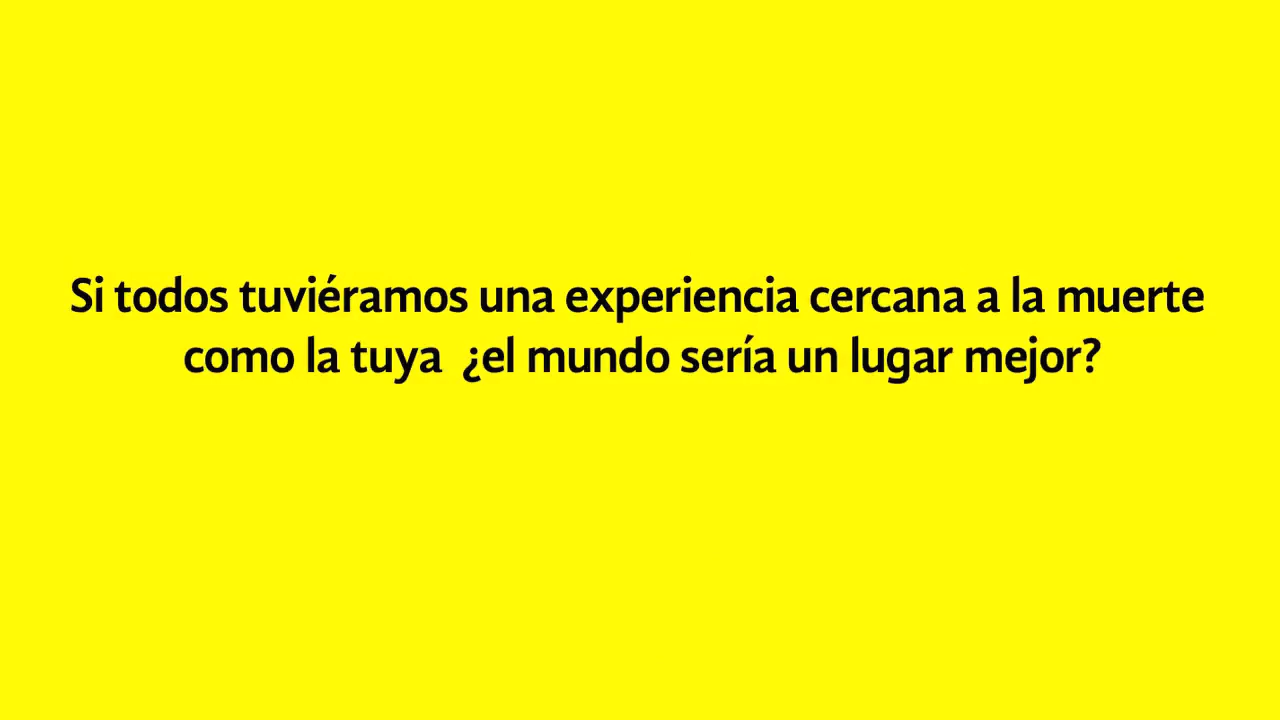 Si todos tuviéramos una experiencia cercana a la muerte
como la tuya ¿el mundo sería un lugar mejor?